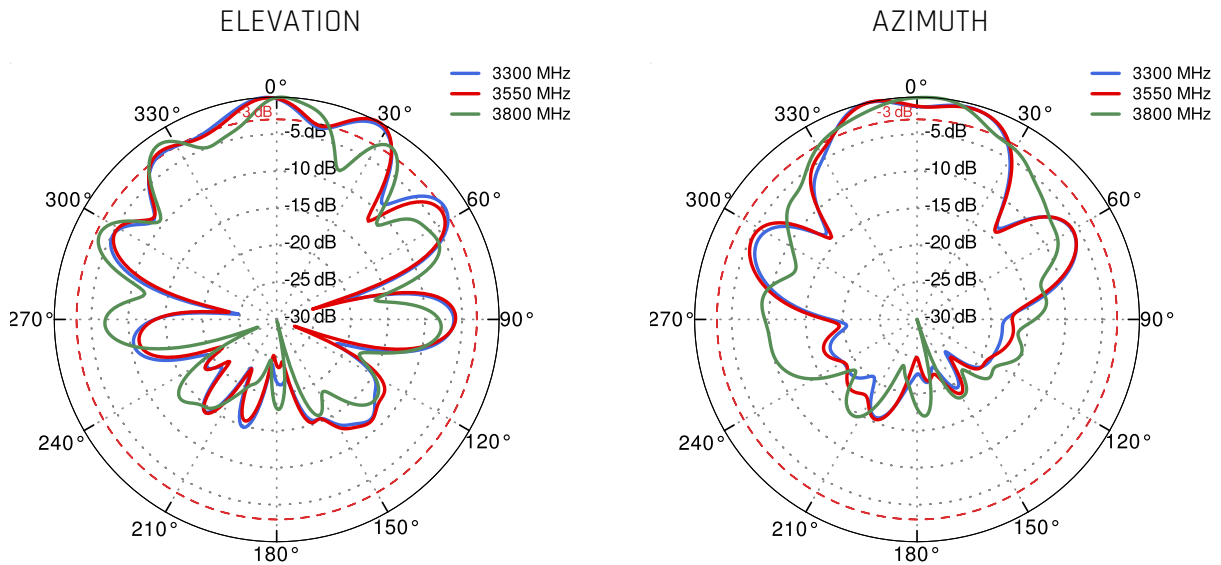 ELEVATION
3300 MHz
3550 MHz
3800 MHz
0°
330°
30°
3 dB
-5 dB
-10 dB
300°
60°
-15 dB
-20 dB
-25 dB
270°
-30 dB
90°
240°
120°
210°
150°
180°
AZIMUTH
3300 MHz
3550 MHz
3800 MHz
0°
330°
30°
-3 dB
-5 dB
-10 dB
300°
60°
-15 dB
-20 dB
-25 dB
270°
-30 dB
90°
240°
120°
210°
150°
180°